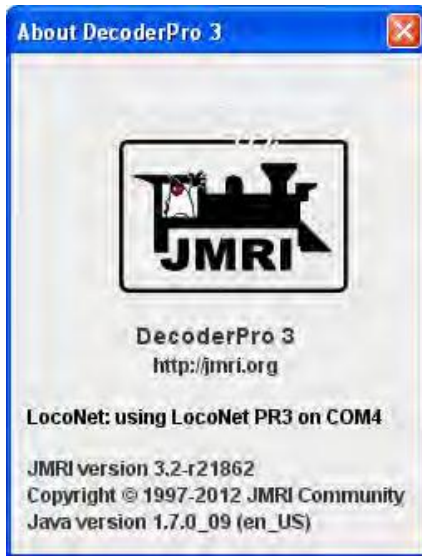 About DecoderPro 3
JMRI
DecoderPro 3
http://jmri.org
LocoNet: using LocoNet PR3 on COM4
JMRI version 3.2-r21862
Copyright © 1997-2012 JMRI Community
Java version 1.7.0_09 (en_US)